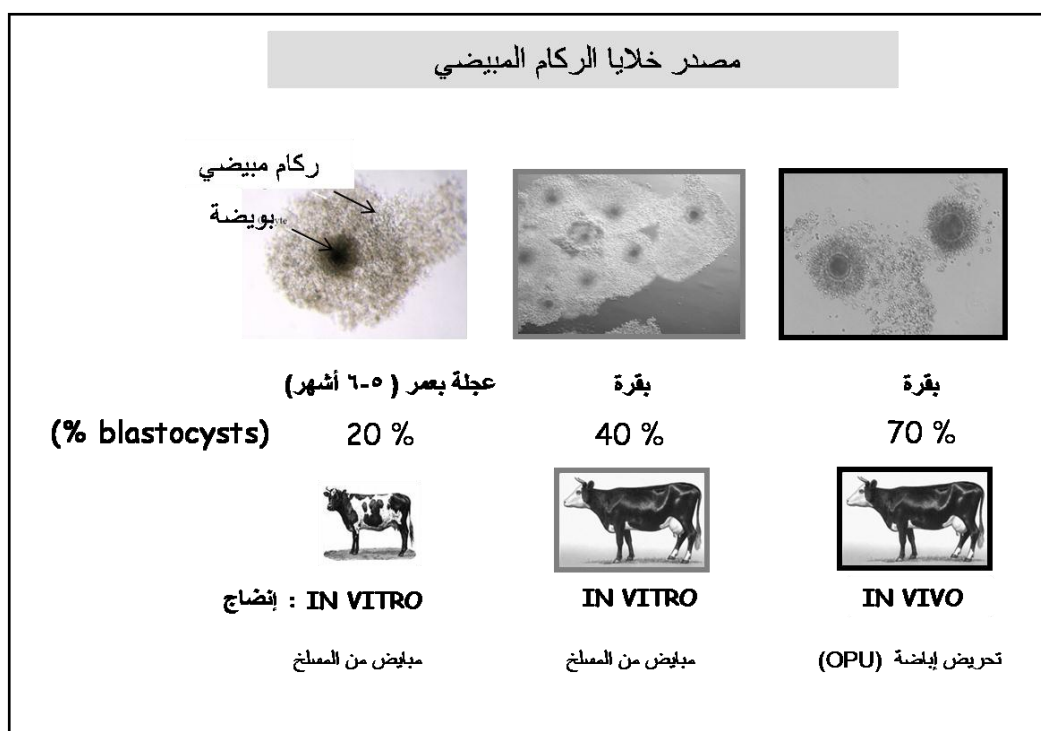 مصدر خلايا الركام المبيضي
ركام مبيضي
بويضة
عجلة بعمر ( ٥-٦ أشهر)
بقرة
بقرة
(% blastocysts)
20 %
40 %
70 %
إنضاج : IN VITRO
IN VITRO
IN VIVO
مبايض من المسلخ
مبايض من المسلخ
تحريض إباضة (OPU)